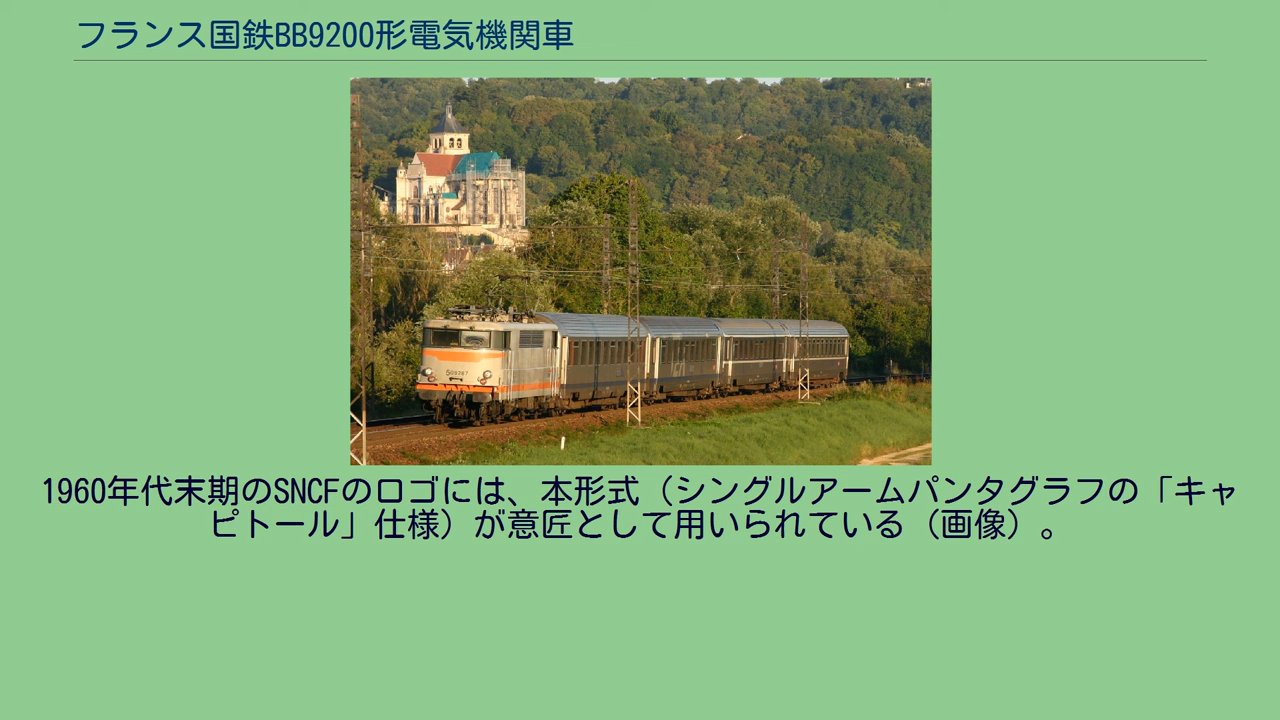 フランス国鉄BB9200形電気機関車
1960年代末期のSNCFのロゴには、本形式（シングルアームパンタグラフの「キャ
ピトール」仕様）が意匠として用いられている（画像）。